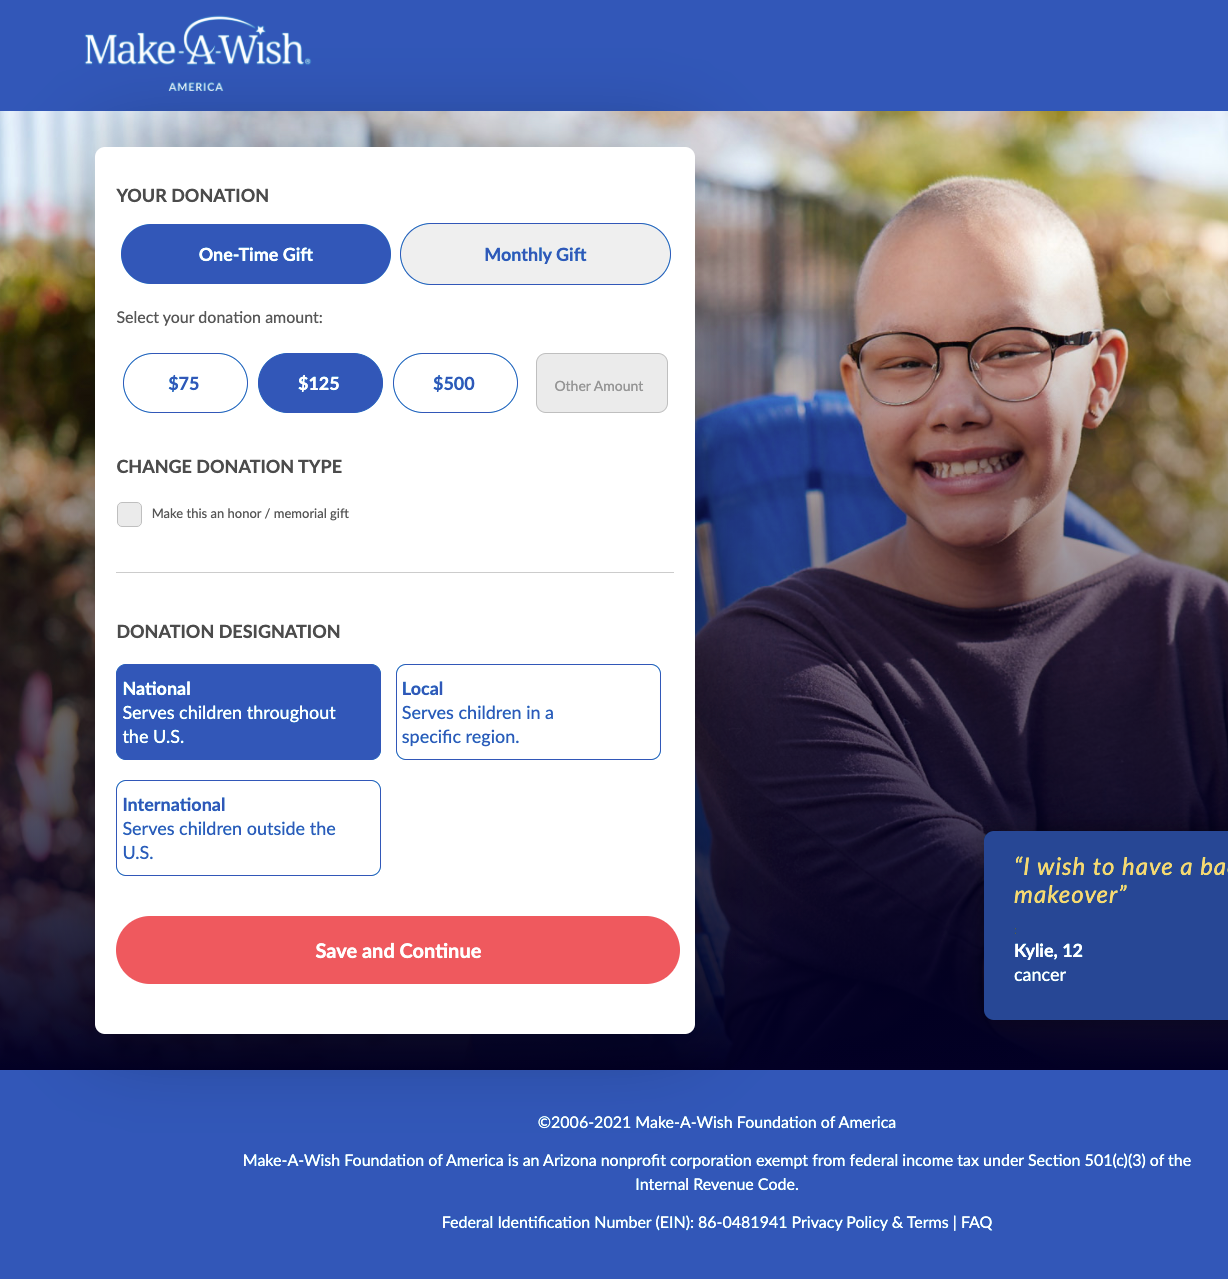 Make-A-Wish®
AMERICA
YOUR DONATION
One-Time Gift
Monthly Gift
Select your donation amount:
$75
$125
$500
Other Amount
CHANGE DONATION TYPE
Make this an honor / memorial gift
DONATION DESIGNATION
National
Serves children throughout
the U.S.
Local
Serves children in a
specific region.
International
Serves children outside the
U.S.
Save and Continue
“I wish to have a
makeover”
Kylie, 12
cancer
©2006-2021 Make-A-Wish Foundation of America
Make-A-Wish Foundation of America is an Arizona nonprofit corporation exempt from federal income tax under Section 501(c)(3) of the
Internal Revenue Code.
Federal Identification Number (EIN): 86-0481941 Privacy Policy & Terms | FAQ